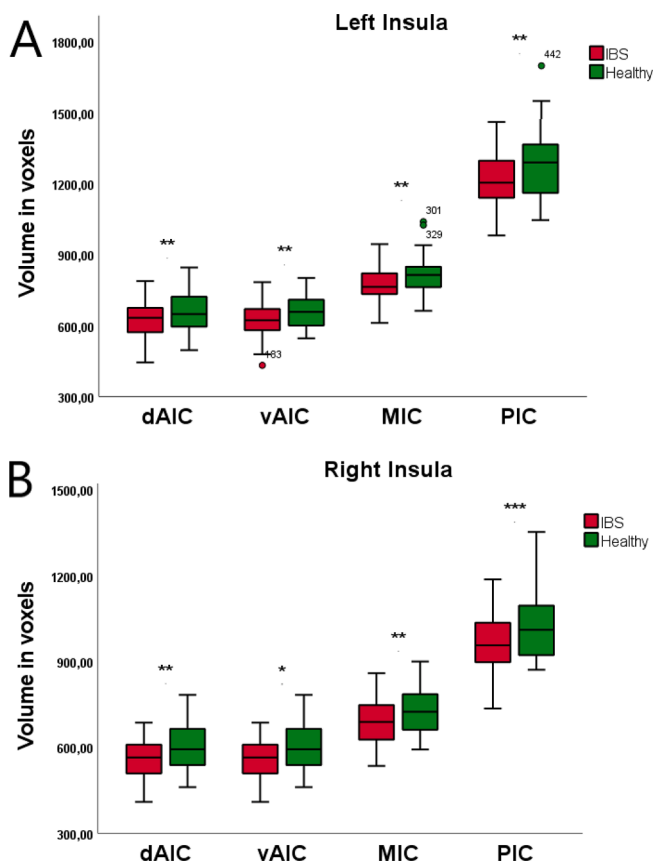 A
Left Insula
1800,00
1500,00
1200,00
900,00
600,00
300,00
Volume in voxels
**
**
**
**
442
301
329
183
IBS
Healthy
dAIC vAIC MIC PIC
B
Right Insula
1500,00
1200,00
900,00
600,00
300,00
Volume in voxels
**
*
**
***
IBS
Healthy
dAIC vAIC MIC PIC